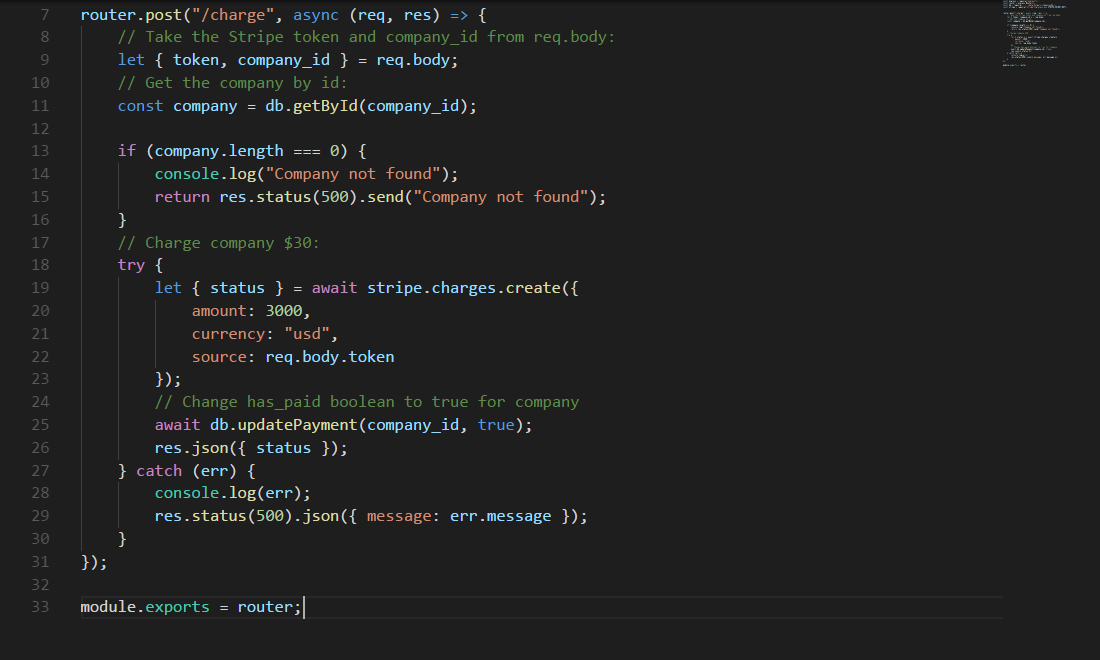 7 router.post("/charge", async (req, res) => {
8 // Take the Stripe token and company_id from req.body:
9 let { token, company_id } = req.body;
10 // Get the company by id:
11 const company = db.getById(company_id);
12
13 if (company.length === 0) {
14 console.log("Company not found");
15 return res.status(500).send("Company not found");
16 }
17 // Charge company $30:
18 try {
19 let { status } = await stripe.charges.create({
20 amount: 3000,
21 currency: "usd",
22 source: req.body.token
23 });
24 // Change has_paid boolean to true for company
25 await db.updatePayment(company_id, true);
26 res.json({ status });
27 } catch (err) {
28 console.log(err);
29 res.status(500).json({ message: err.message });
30 }
31 });
32
33 module.exports = router;